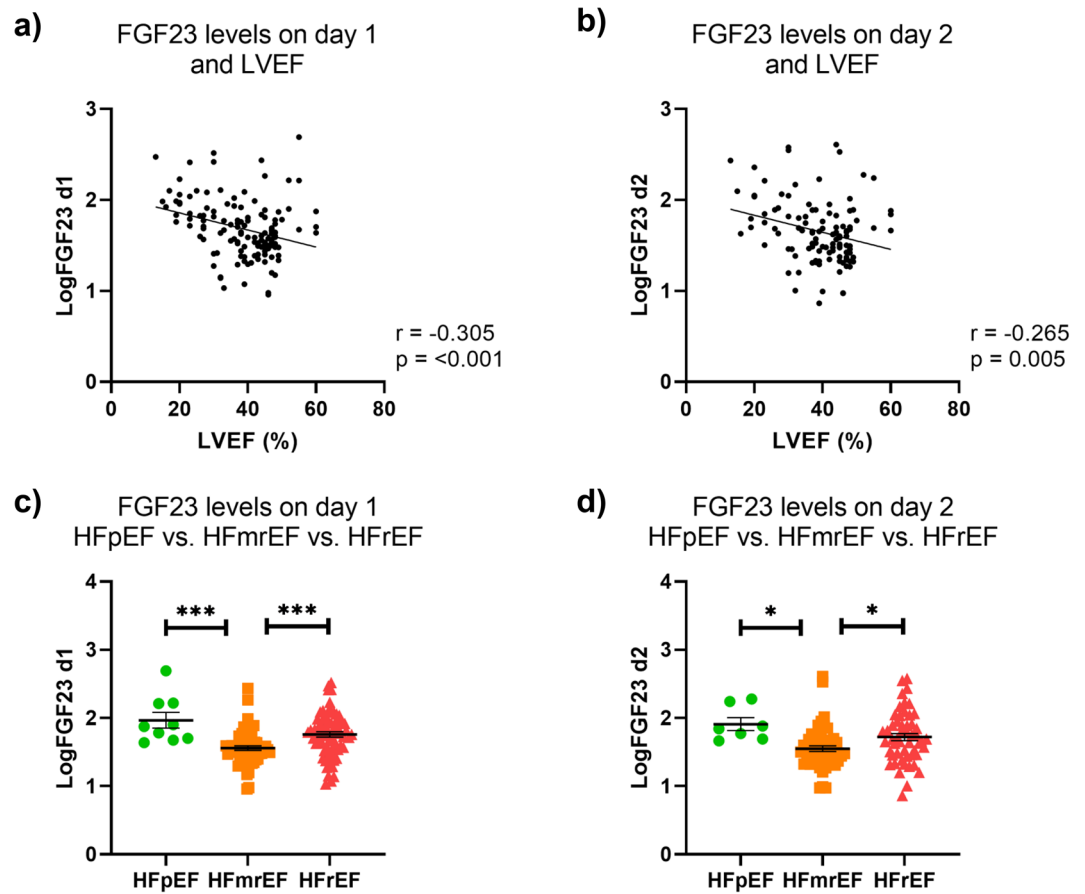 a)
FGF23 levels on day 1
and LVEF
LogFGF23 d1
3
2
1
0
0 20 40 60 80
LVEF (%)
r = -0.305
p = <0.001
b)
FGF23 levels on day 2
and LVEF
LogFGF23 d2
3
2
1
0
0 20 40 60 80
LVEF (%)
r = -0.265
p = 0.005
c)
FGF23 levels on day 1
HFpEF vs. HFmrEF vs. HFrEF
LogFGF23 d1
4
3
2
1
0
*** ***
HFpEF HFmrEF HFrEF
d)
FGF23 levels on day 2
HFpEF vs. HFmrEF vs. HFrEF
LogFGF23 d2
4
3
2
1
0
* *
HFpEF HFmrEF HFrEF